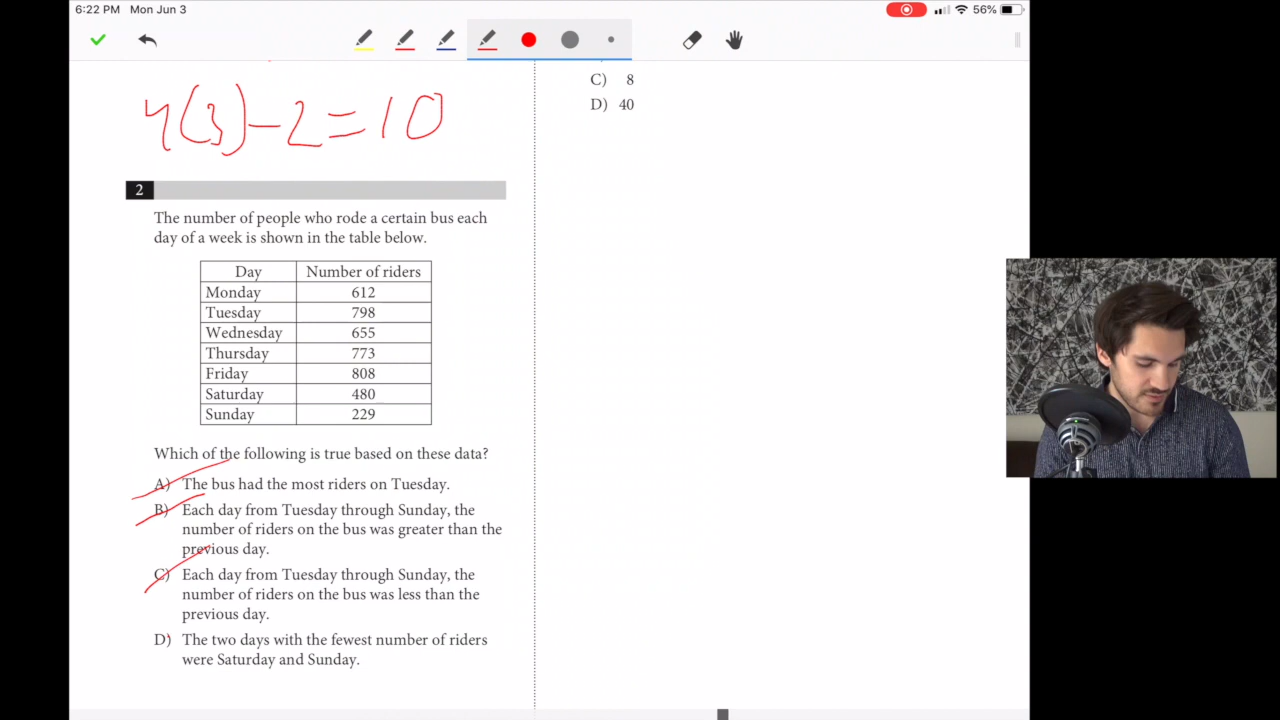 6:22 PM Mon Jun 3
56%
4(3)-2=10
C) 8
D) 40
2
The number of people who rode a certain bus each
day of a week is shown in the table below.
Day Number of riders
Monday 612
Tuesday 798
Wednesday 655
Thursday 773
Friday 808
Saturday 480
Sunday 229
Which of the following is true based on these data?
A) The bus had the most riders on Tuesday.
B) Each day from Tuesday through Sunday, the
number of riders on the bus was greater than the
previous day.
C) Each day from Tuesday through Sunday, the
number of riders on the bus was less than the
previous day.
D) The two days with the fewest number of riders
were Saturday and Sunday.